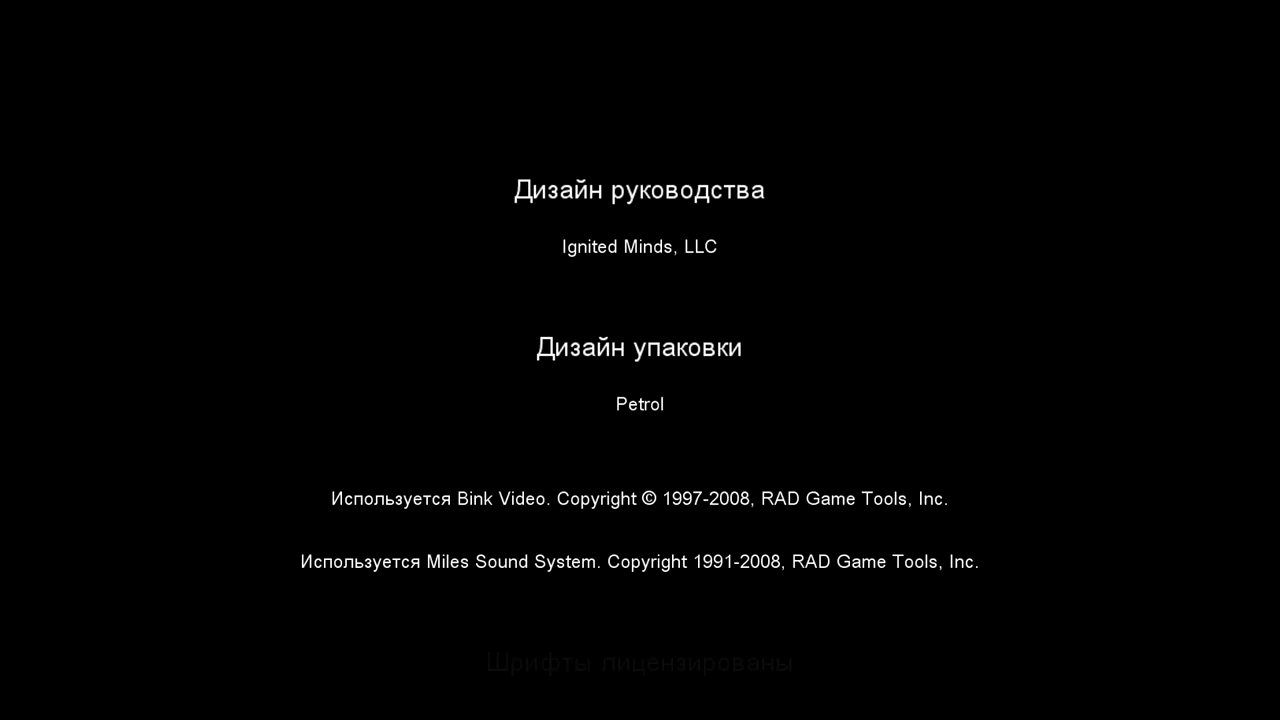 Дизайн руководства
Ignited Minds, LLC
Дизайн упаковки
Petrol
Используется Bink Video. Copyright © 1997-2008, RAD Game Tools, Inc.
Используется Miles Sound System. Copyright 1991-2008, RAD Game Tools, Inc.
Шрифты лицензированы